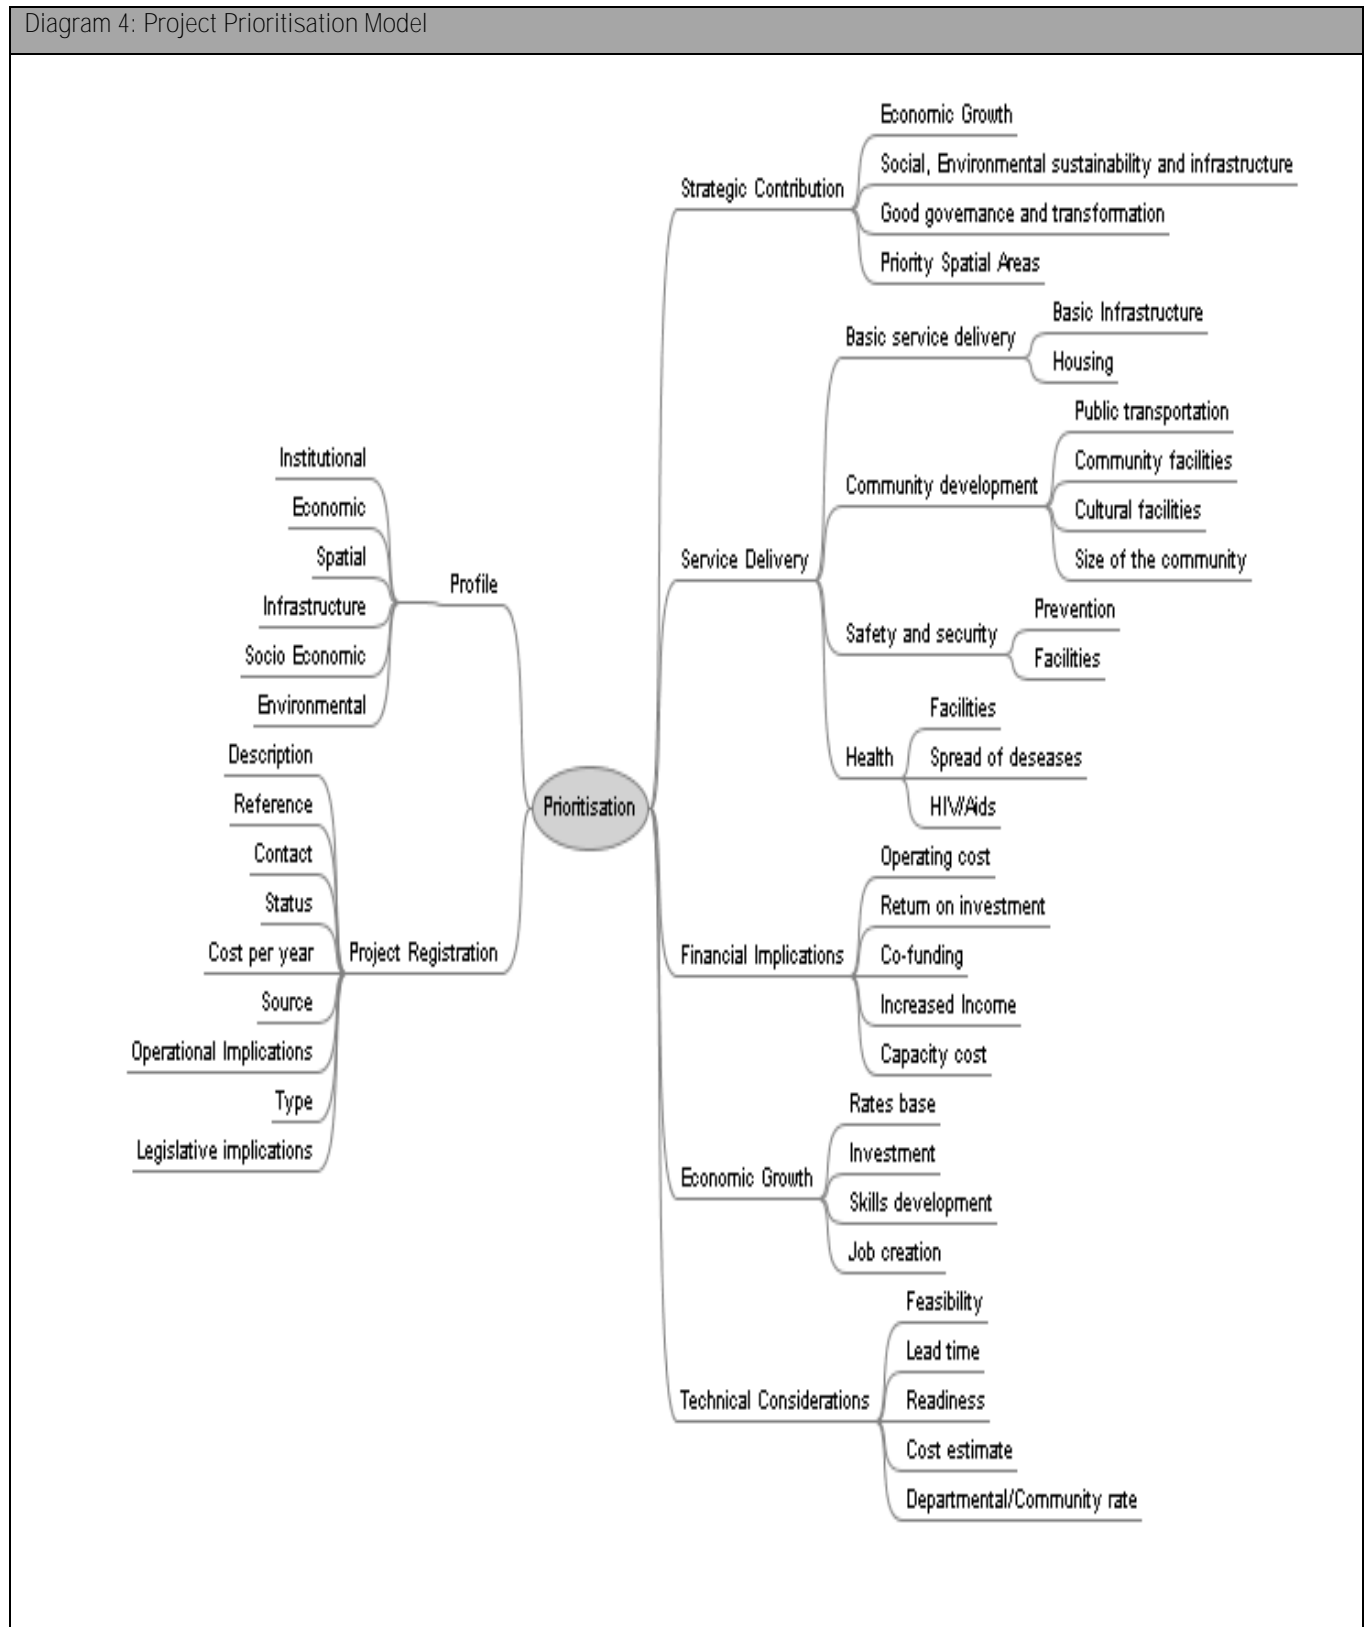 Diagram 4: Project Prioritisation Model
Prioritisation
Profile
Institutional
Economic
Spatial
Infrastructure
Socio Economic
Environmental
Project Registration
Description
Reference
Contact
Status
Cost per year
Source
Operational Implications
Type
Legislative implications
Strategic Contribution
Economic Growth
Social, Environmental sustainability and infrastructure
Good governance and transformation
Priority Spatial Areas
Service Delivery
Basic service delivery
Basic Infrastructure
Housing
Community development
Public transportation
Community facilities
Cultural facilities
Size of the community
Safety and security
Prevention
Facilities
Health
Facilities
Spread of deseases
HIV/Aids
Financial Implications
Operating cost
Return on investment
Co-funding
Increased Income
Capacity cost
Economic Growth
Rates base
Investment
Skills development
Job creation
Technical Considerations
Feasibility
Lead time
Readiness
Cost estimate
Departmental/Community rate